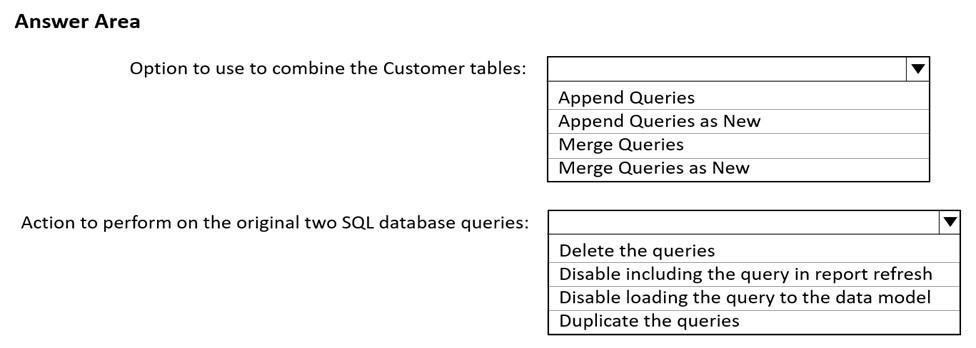 Answer Area
Option to use to combine the Customer tables:
Append Queries
Append Queries as New
Merge Queries
Merge Queries as New
Action to perform on the original two SQL database queries:
Delete the queries
Disable including the query in report refresh
Disable loading the query to the data model
Duplicate the queries